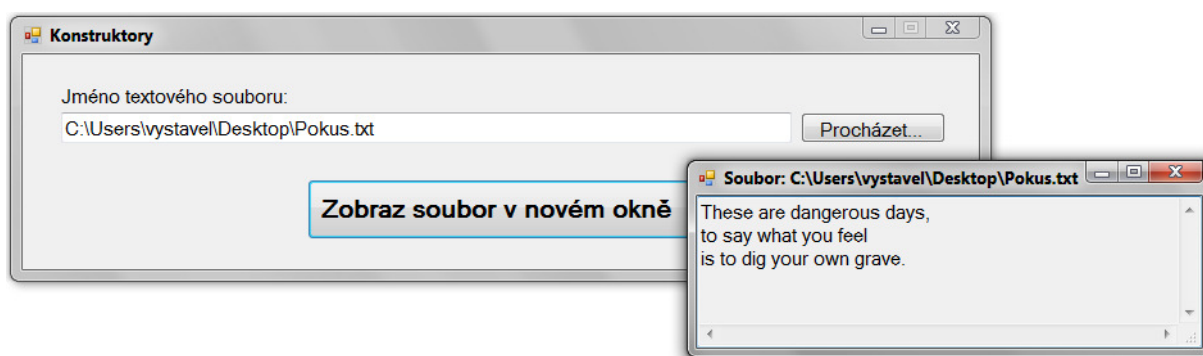 Konstruktory
Jméno textového souboru:
C:\Users\vystavel\Desktop\Pokus.txt
Procházet...
Zobraz soubor v novém okně
Soubor: C:\Users\vystavel\Desktop\Pokus.txt
These are dangerous days,
to say what you feel
is to dig your own grave.